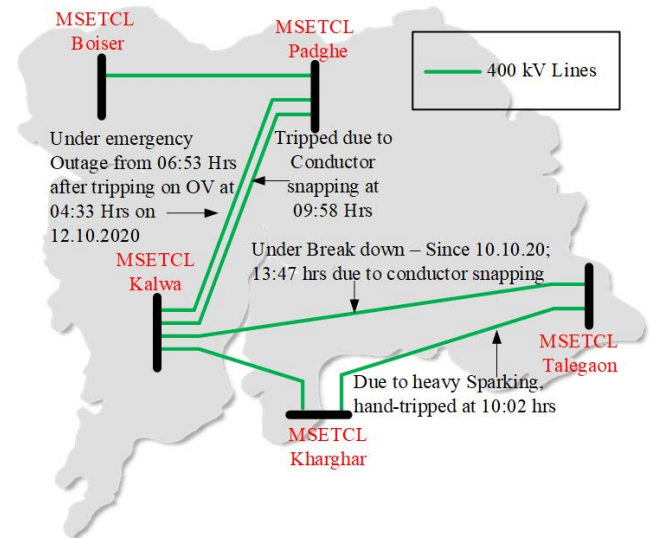 MSETCL
Boiser
MSETCL
Padghe
400 kV Lines
Under emergency
Outage from 06:53 Hrs
after tripping on OV at
04:33 Hrs on
12.10.2020
Tripped due to
Conductor
snapping at
09:58 Hrs
MSETCL
Kalwa
Under Break down – Since 10.10.20;
13:47 hrs due to conductor snapping
MSETCL
Talegaon
Due to heavy Sparking,
hand-tripped at 10:02 hrs
MSETCL
Kharghar